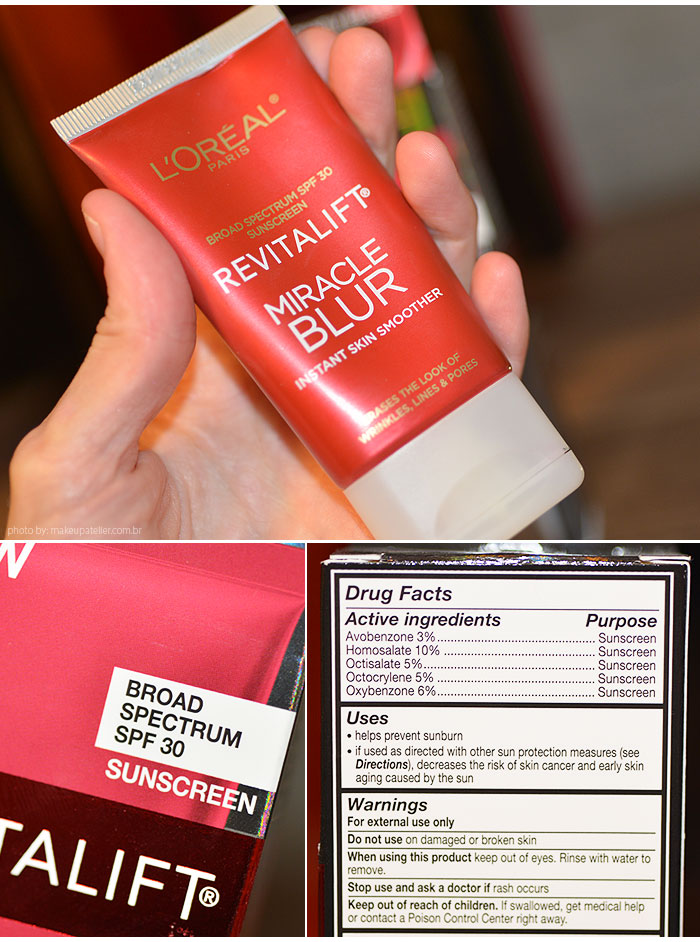 L'ORÉAL®
PARIS
BROAD SPECTRUM SPF 30
SUNSCREEN
REVITALIFT®
MIRACLE
BLUR
INSTANT SKIN SMOOTHER
ERASES THE LOOK OF
WRINKLES, LINES & PORES
photo by: makeupatelier.com.br
W
BROAD
SPECTRUM
SPF 30
SUNSCREEN
TALIFT®
Drug Facts
Active ingredients Purpose
Avobenzone 3%........................................ Sunscreen
Homosalate 10% ..................................... Sunscreen
Octisalate 5%........................................... Sunscreen
Octocrylene 5% ....................................... Sunscreen
Oxybenzone 6%....................................... Sunscreen
Uses
• helps prevent sunburn
• if used as directed with other sun protection measures (see
Directions), decreases the risk of skin cancer and early skin
aging caused by the sun
Warnings
For external use only
Do not use on damaged or broken skin
When using this product keep out of eyes. Rinse with water to
remove.
Stop use and ask a doctor if rash occurs
Keep out of reach of children. If swallowed, get medical help
or contact a Poison Control Center right away.